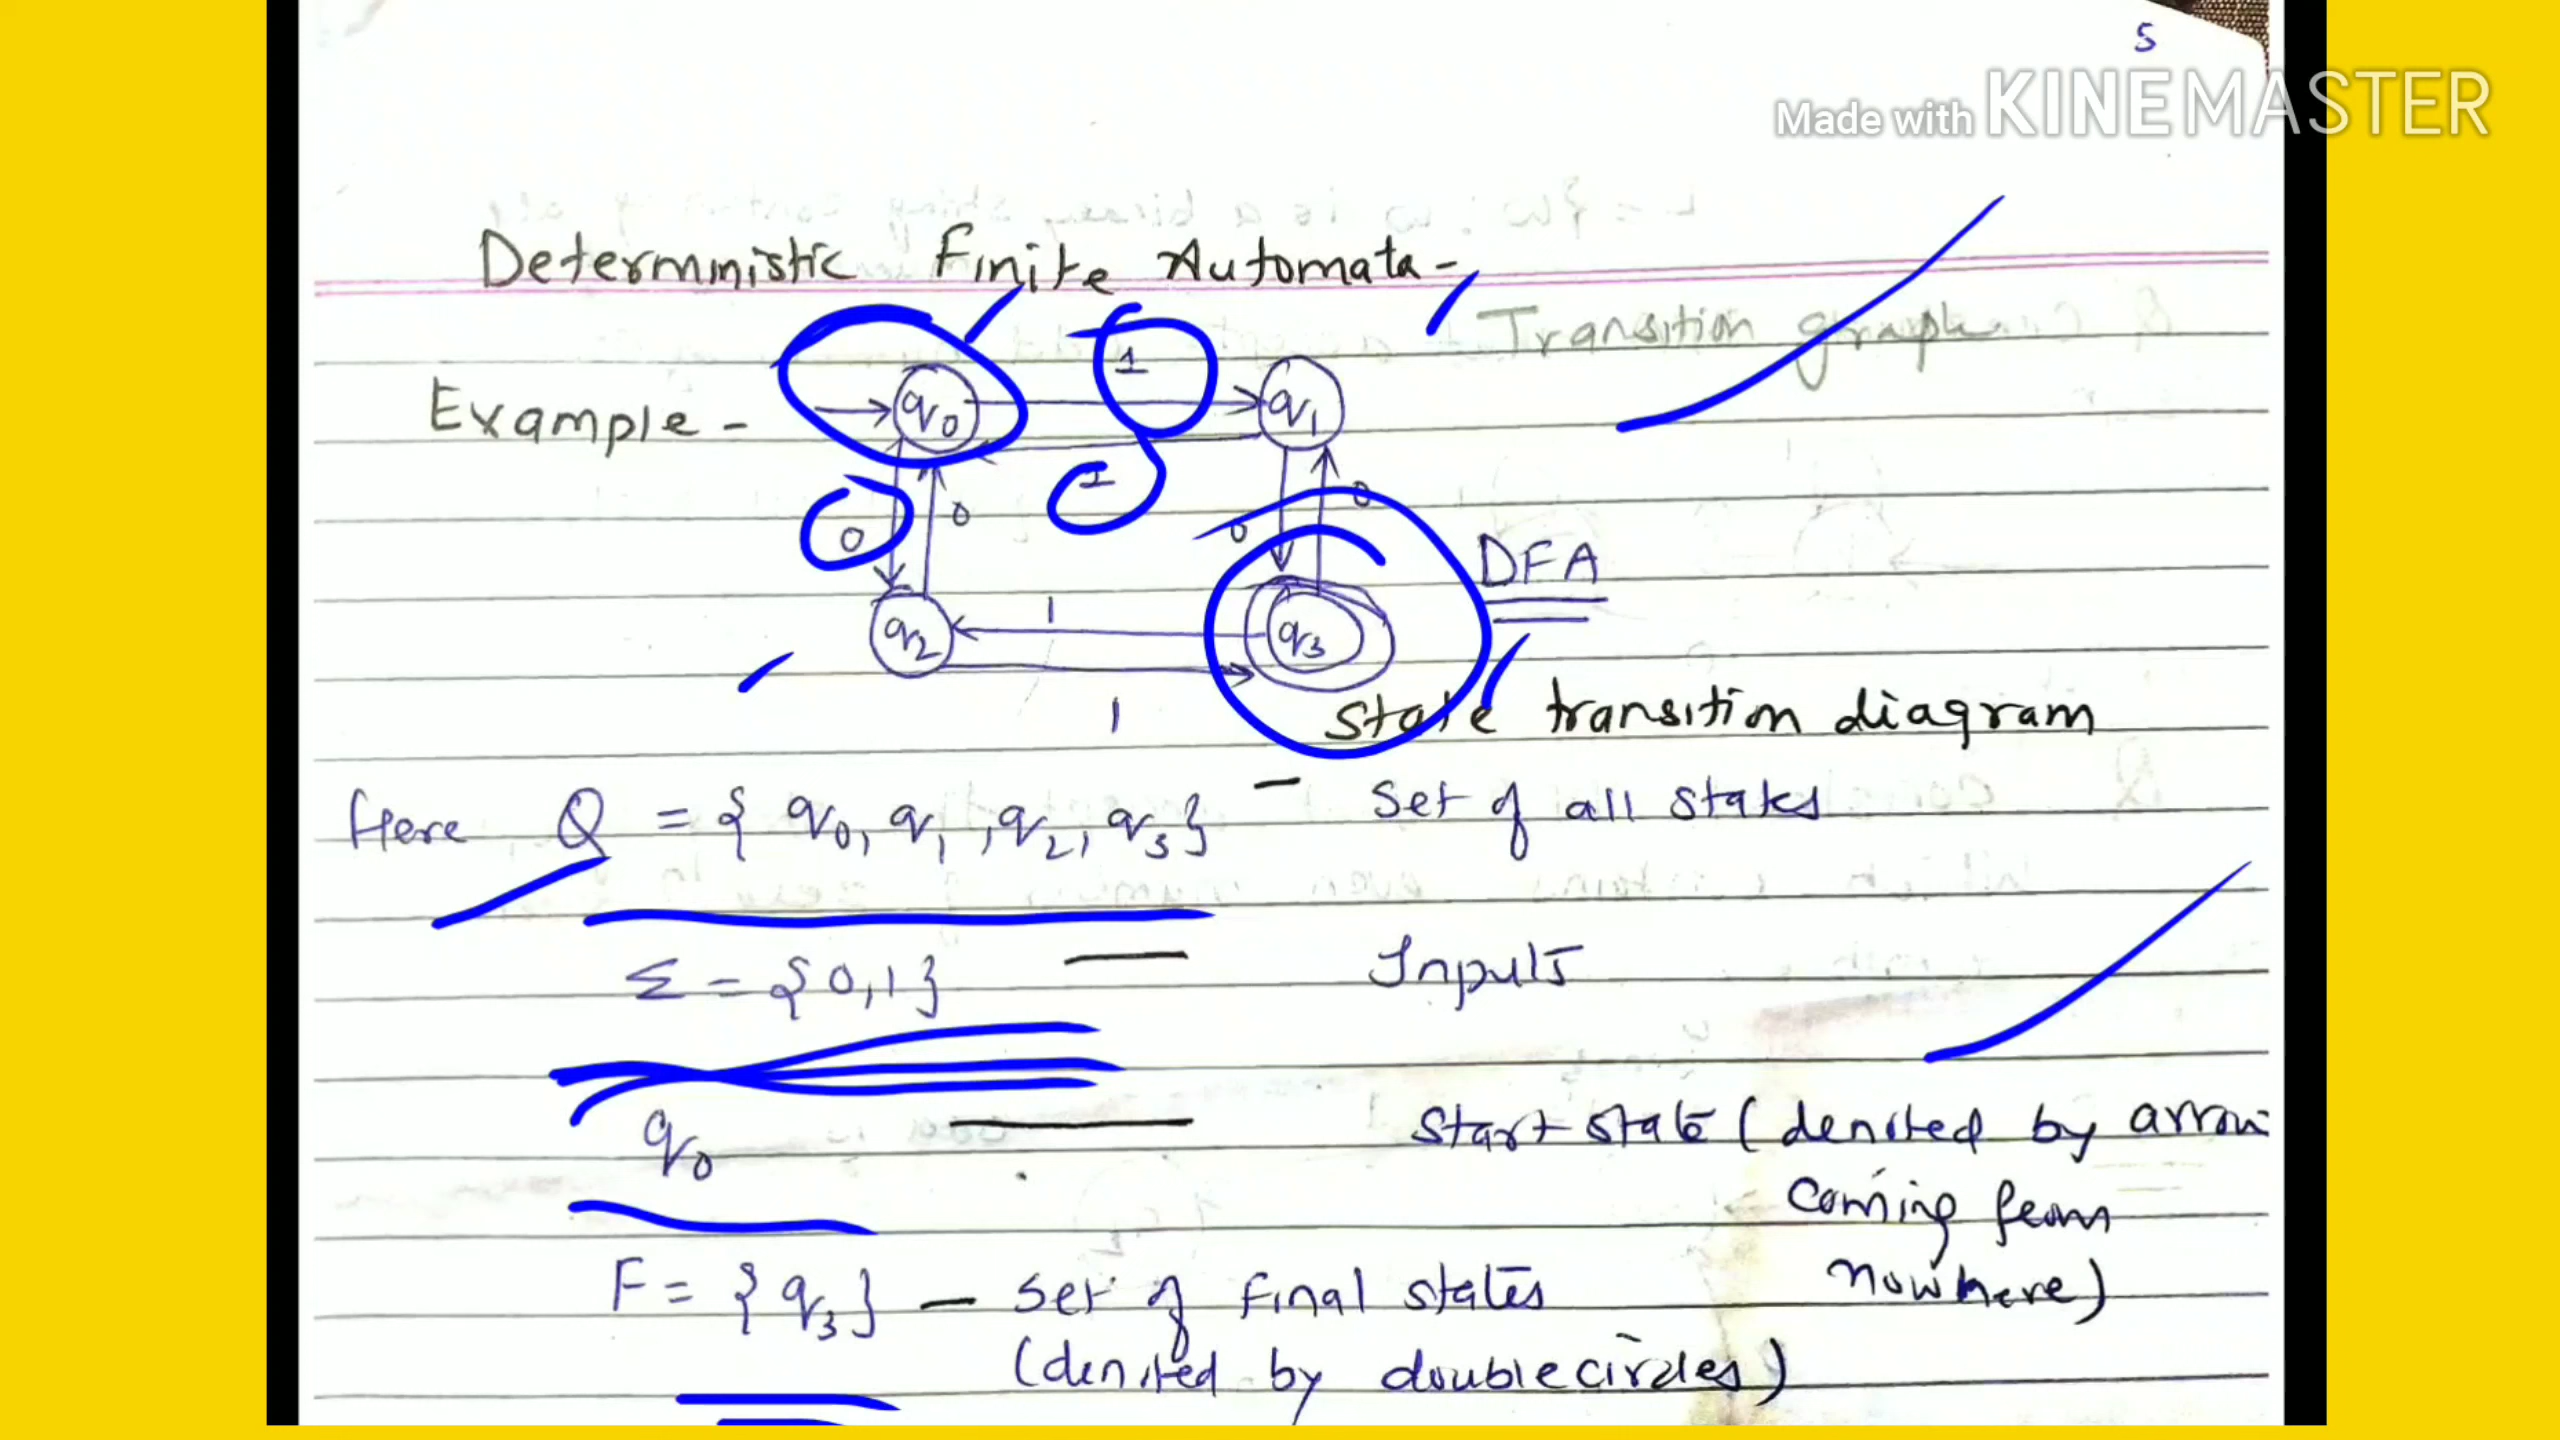 5
Made with KINEMASTER
Deterministic Finite Automata -
Transition graph
Example - q0 1 q1
1
0 0 0 0
DFA
q2 1 q3
1
State transition diagram
Here Q = { q0, q1, q2, q3} - Set of all states
Σ = {0,1} — Inputs
q0 — Start state (denoted by arrow
coming from
nowhere)
F = {q3} — Set of final states
(denoted by double circles)